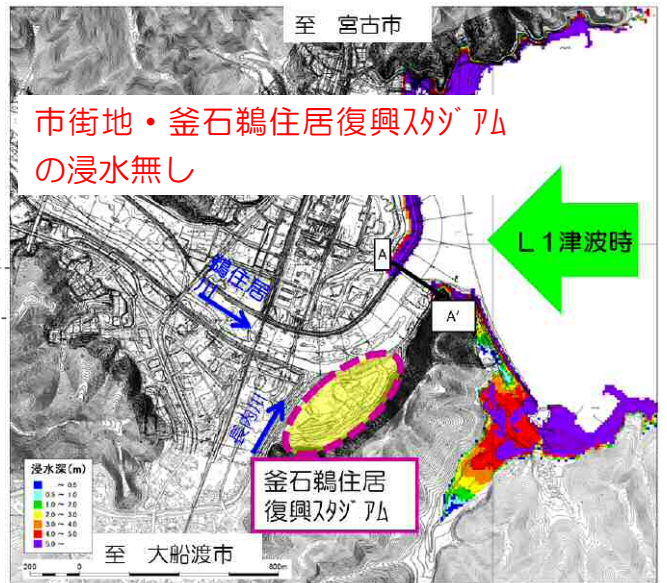 至 宮古市
市街地・釜石鵜住居復興ｽﾀｼﾞｱﾑ
の浸水無し
L1津波時
A
A'
鵜住居
川
長内川
釜石鵜住居
復興ｽﾀｼﾞｱﾑ
浸水深(m)
～ 0.5
0.5 ～ 1.0
1.0 ～ 2.0
2.0 ～ 3.0
3.0 ～ 4.0
4.0 ～ 5.0
5.0 ～
至 大船渡市
200
0
800m